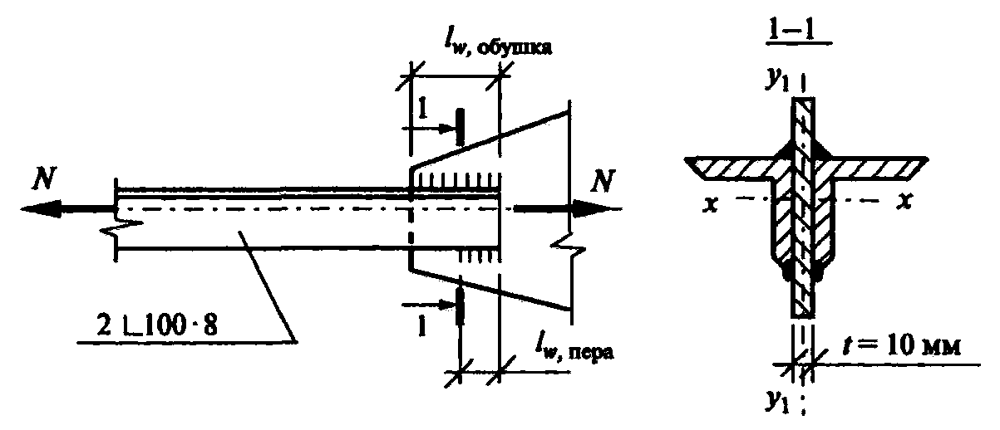 l_w, обушка
1–1
y₁
1
N
N
x
x
2 ∟100·8
1
l_w, пера
t = 10 мм
y₁